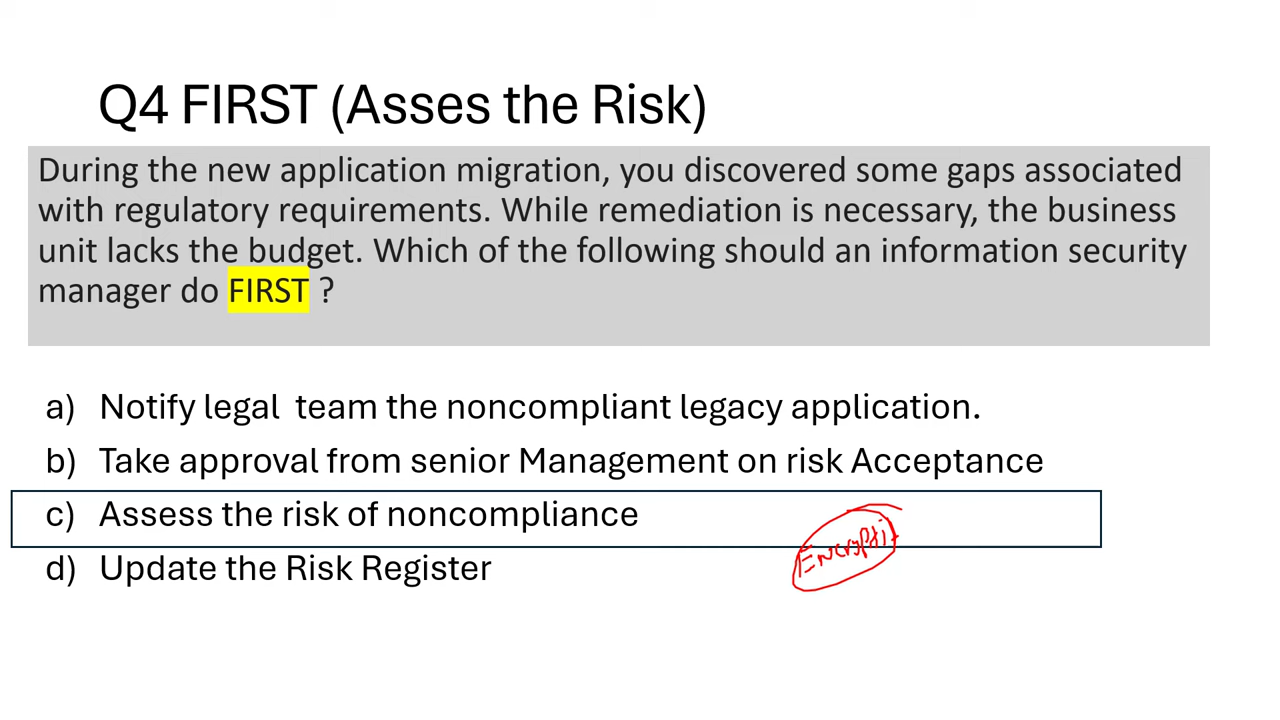 Q4 FIRST (Asses the Risk)
During the new application migration, you discovered some gaps associated
with regulatory requirements. While remediation is necessary, the business
unit lacks the budget. Which of the following should an information security
manager do FIRST ?
a) Notify legal team the noncompliant legacy application.
b) Take approval from senior Management on risk Acceptance
c) Assess the risk of noncompliance
Encrypti
d) Update the Risk Register